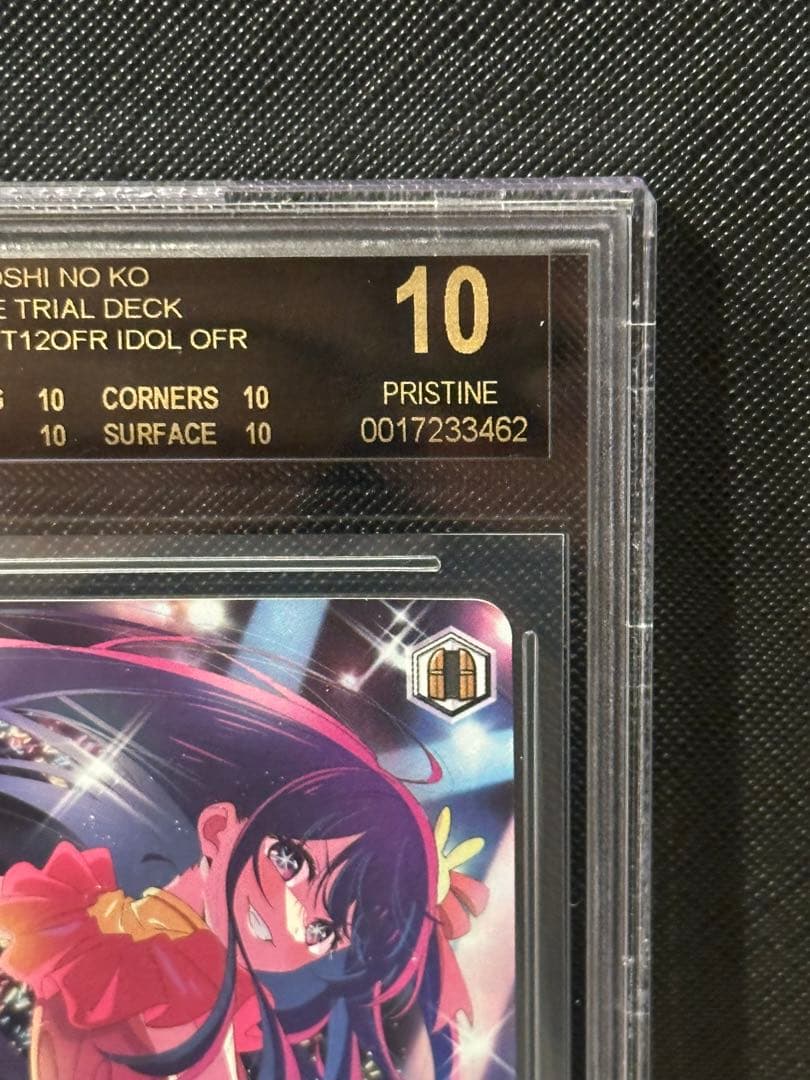 OSHI NO KO
E TRIAL DECK
T12OFR IDOL OFR
10
G 10 CORNERS 10
10 SURFACE 10
PRISTINE
0017233462